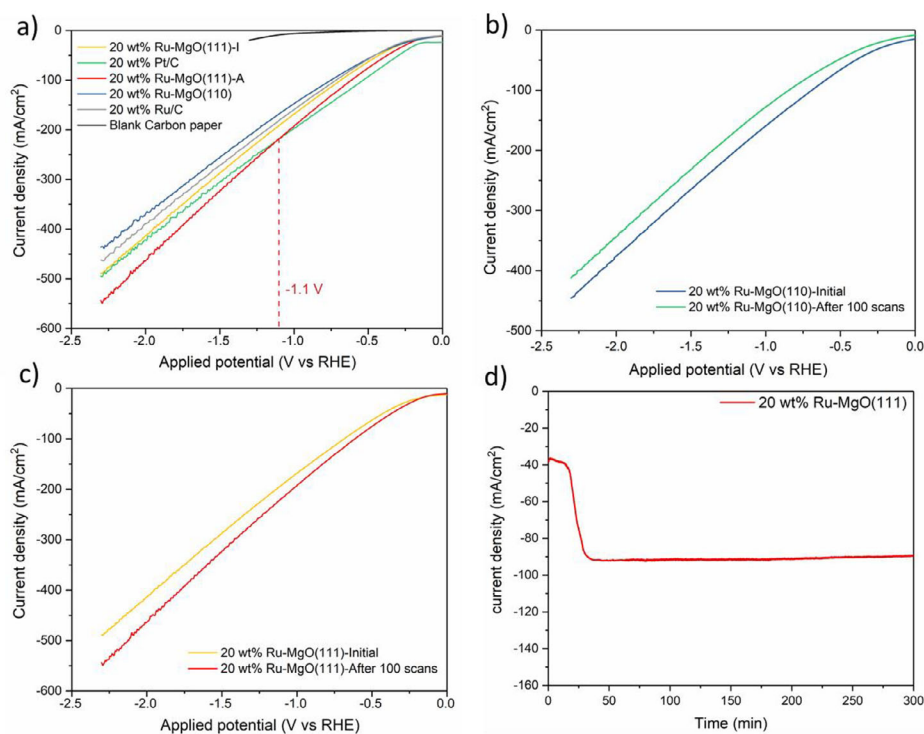 a)
0
-100
-200
-300
-400
-500
-600
20 wt% Ru-MgO(111)-I
20 wt% Pt/C
20 wt% Ru-MgO(111)-A
20 wt% Ru-MgO(110)
20 wt% Ru/C
Blank Carbon paper
-1.1 V
-2.5 -2.0 -1.5 -1.0 -0.5 0.0
Applied potential (V vs RHE)
Current density (mA/cm²)
b)
0
-100
-200
-300
-400
-500
20 wt% Ru-MgO(110)-Initial
20 wt% Ru-MgO(110)-After 100 scans
-2.5 -2.0 -1.5 -1.0 -0.5 0.0
Applied potential (V vs RHE)
Current density (mA/cm²)
c)
0
-100
-200
-300
-400
-500
-600
20 wt% Ru-MgO(111)-Initial
20 wt% Ru-MgO(111)-After 100 scans
-2.5 -2.0 -1.5 -1.0 -0.5 0.0
Applied potential (V vs RHE)
Current density (mA/cm²)
d)
0
-20
-40
-60
-80
-100
-120
-140
-160
20 wt% Ru-MgO(111)
0 50 100 150 200 250 300
Time (min)
current density (mA/cm²)